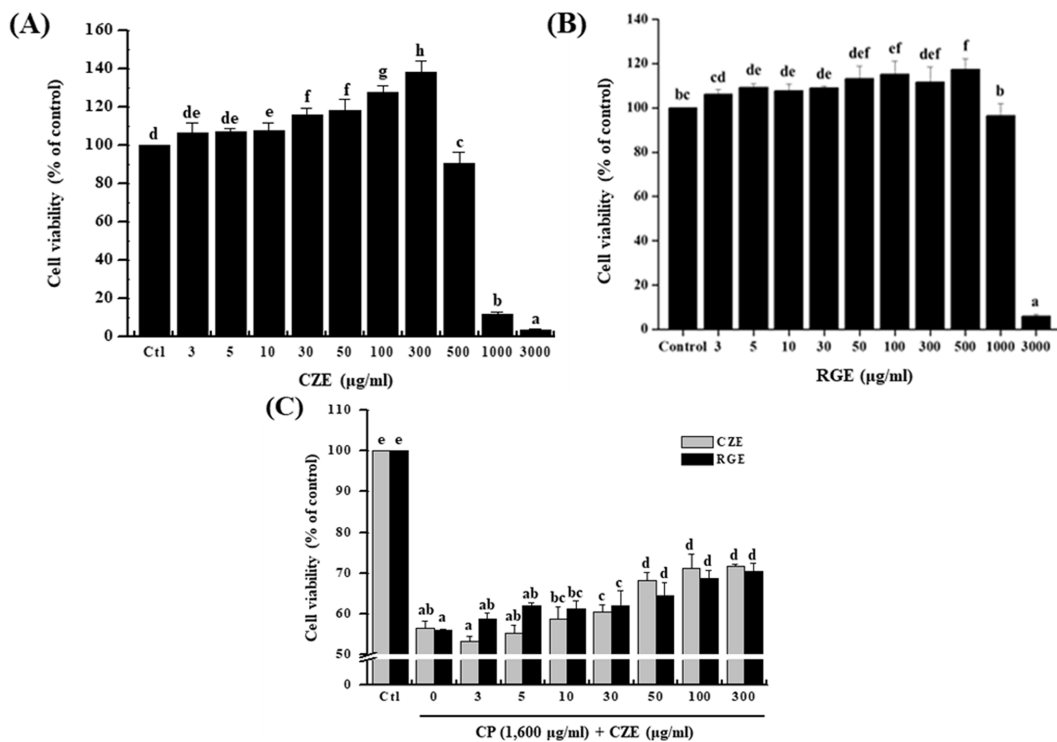 (A)
Cell viability (% of control)
160
140
120
100
80
60
40
20
0
d de de e f f g h c b a
Ctl 3 5 10 30 50 100 300 500 1000 3000
CZE (μg/ml)
(B)
Cell viability (% of control)
140
120
100
80
60
40
20
0
bc cd de de de def ef def f b a
Control 3 5 10 30 50 100 300 500 1000 3000
RGE (μg/ml)
(C)
Cell viability (% of control)
110
100
90
80
70
60
50
0
CZE
RGE
e e ab a a ab ab ab bc bc c c d d d d d d
Ctl 0 3 5 10 30 50 100 300
CP (1,600 μg/ml) + CZE (μg/ml)